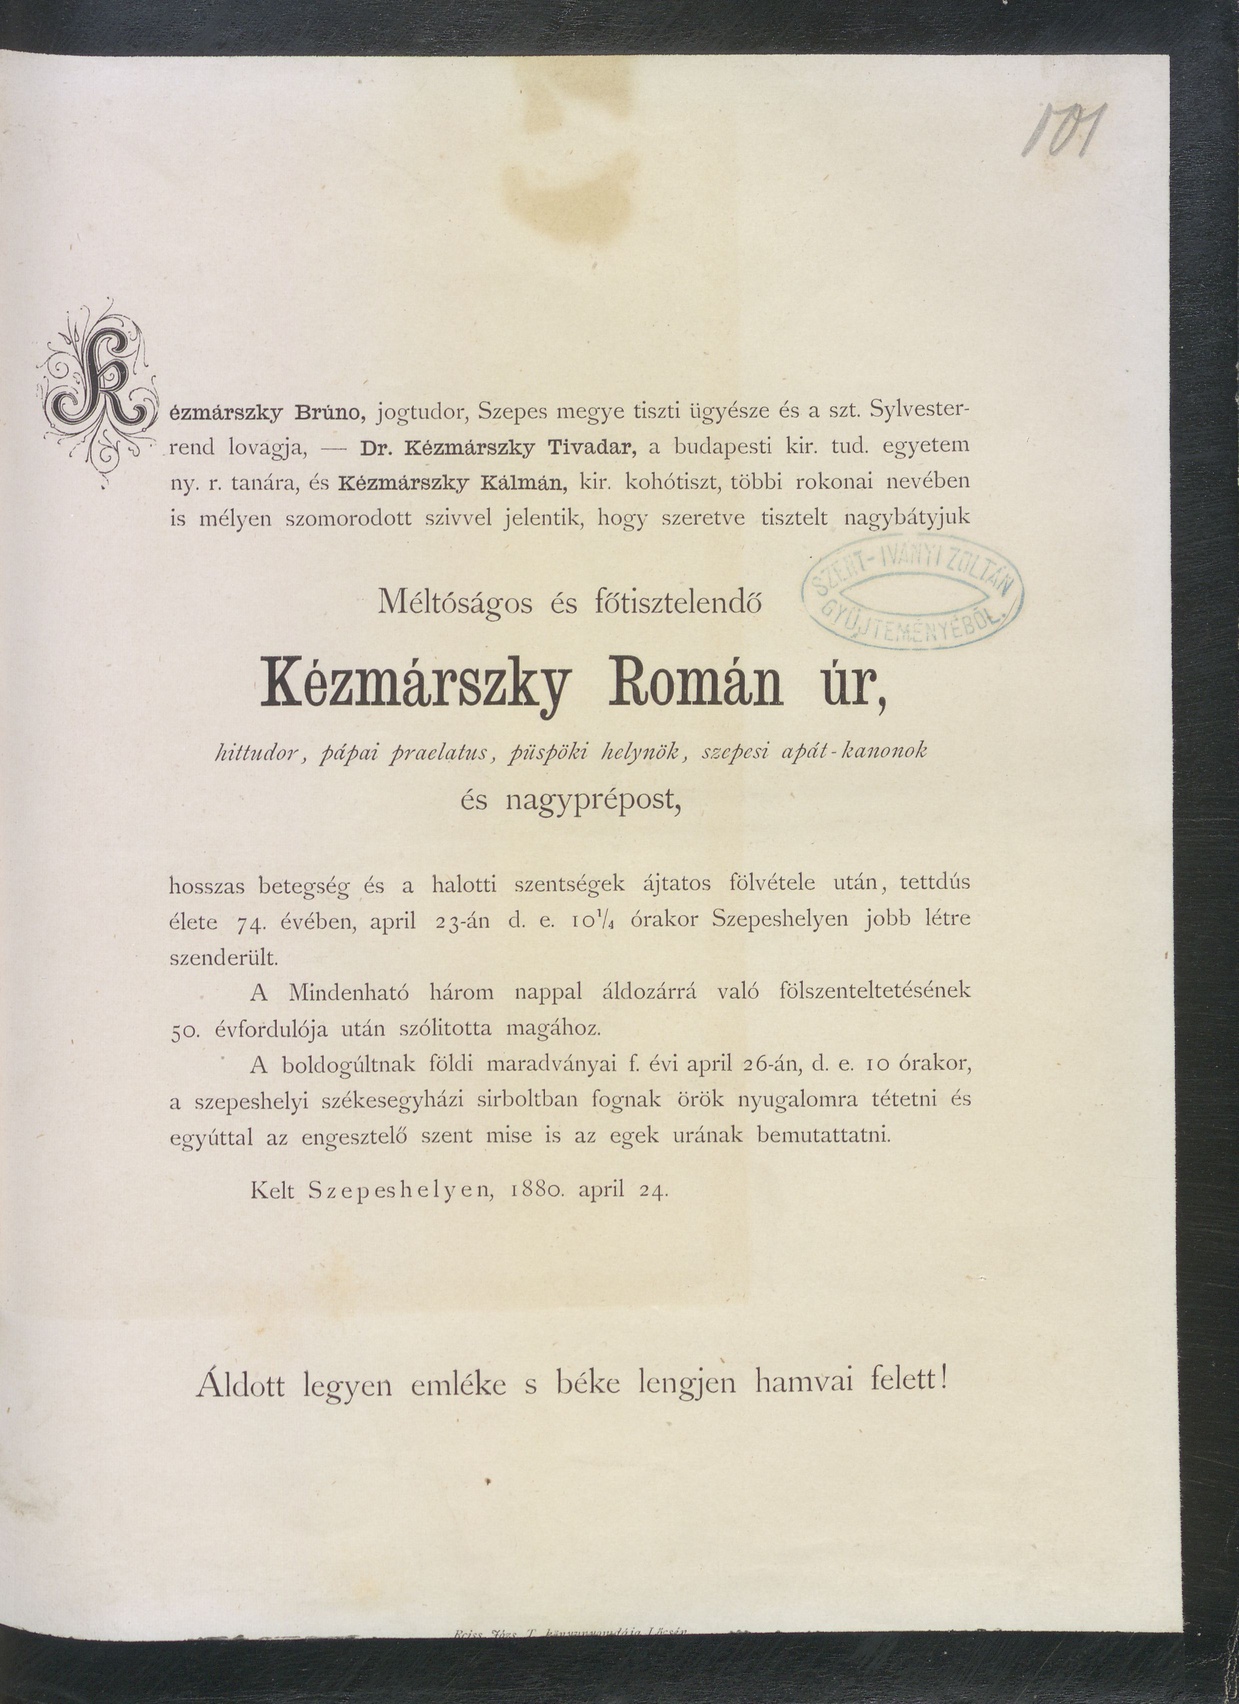 101
Kézmárszky Brúno, jogtudor, Szepes megye tiszti ügyésze és a szt. Sylvester-
rend lovagja, — Dr. Kézmárszky Tivadar, a budapesti kir. tud. egyetem
ny. r. tanára, és Kézmárszky Kálmán, kir. kohótiszt, többi rokonai nevében
is mélyen szomorodott szivvel jelentik, hogy szeretve tisztelt nagybátyjuk
SZENT-IVÁNYI ZOLTÁN
GYÜJTEMÉNYÉBŐL.
Méltóságos és főtisztelendő
Kézmárszky Román úr,
hittudor, pápai praelatus, püspöki helynök, szepesi apát-kanonok
és nagyprépost,
hosszas betegség és a halotti szentségek ájtatos fölvétele után, tettdús
élete 74. évében, april 23-án d. e. 10¼ órakor Szepeshelyen jobb létre
szenderült.
A Mindenható három nappal áldozárrá való fölszenteltetésének
50. évfordulója után szólitotta magához.
A boldogúltnak földi maradványai f. évi april 26-án, d. e. 10 órakor,
a szepeshelyi székesegyházi sirboltban fognak örök nyugalomra tétetni és
egyúttal az engesztelő szent mise is az egek urának bemutattatni.
Kelt Szepeshelyen, 1880. april 24.
Áldott legyen emléke s béke lengjen hamvai felett!
Reiss Józs. T. könyvnyomdája Lőcsén